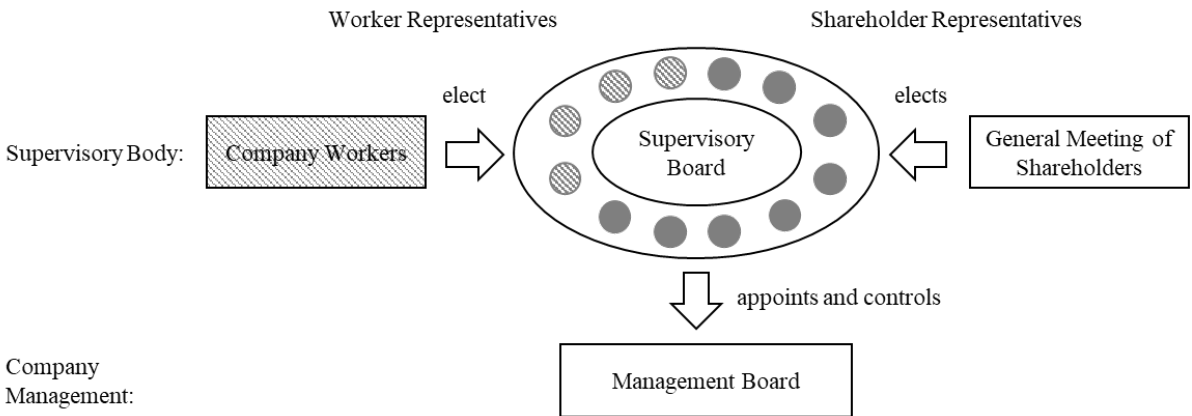 Worker Representatives
Shareholder Representatives
elect
elects
Supervisory Body:
Company Workers
Supervisory
Board
General Meeting of
Shareholders
appoints and controls
Company
Management:
Management Board